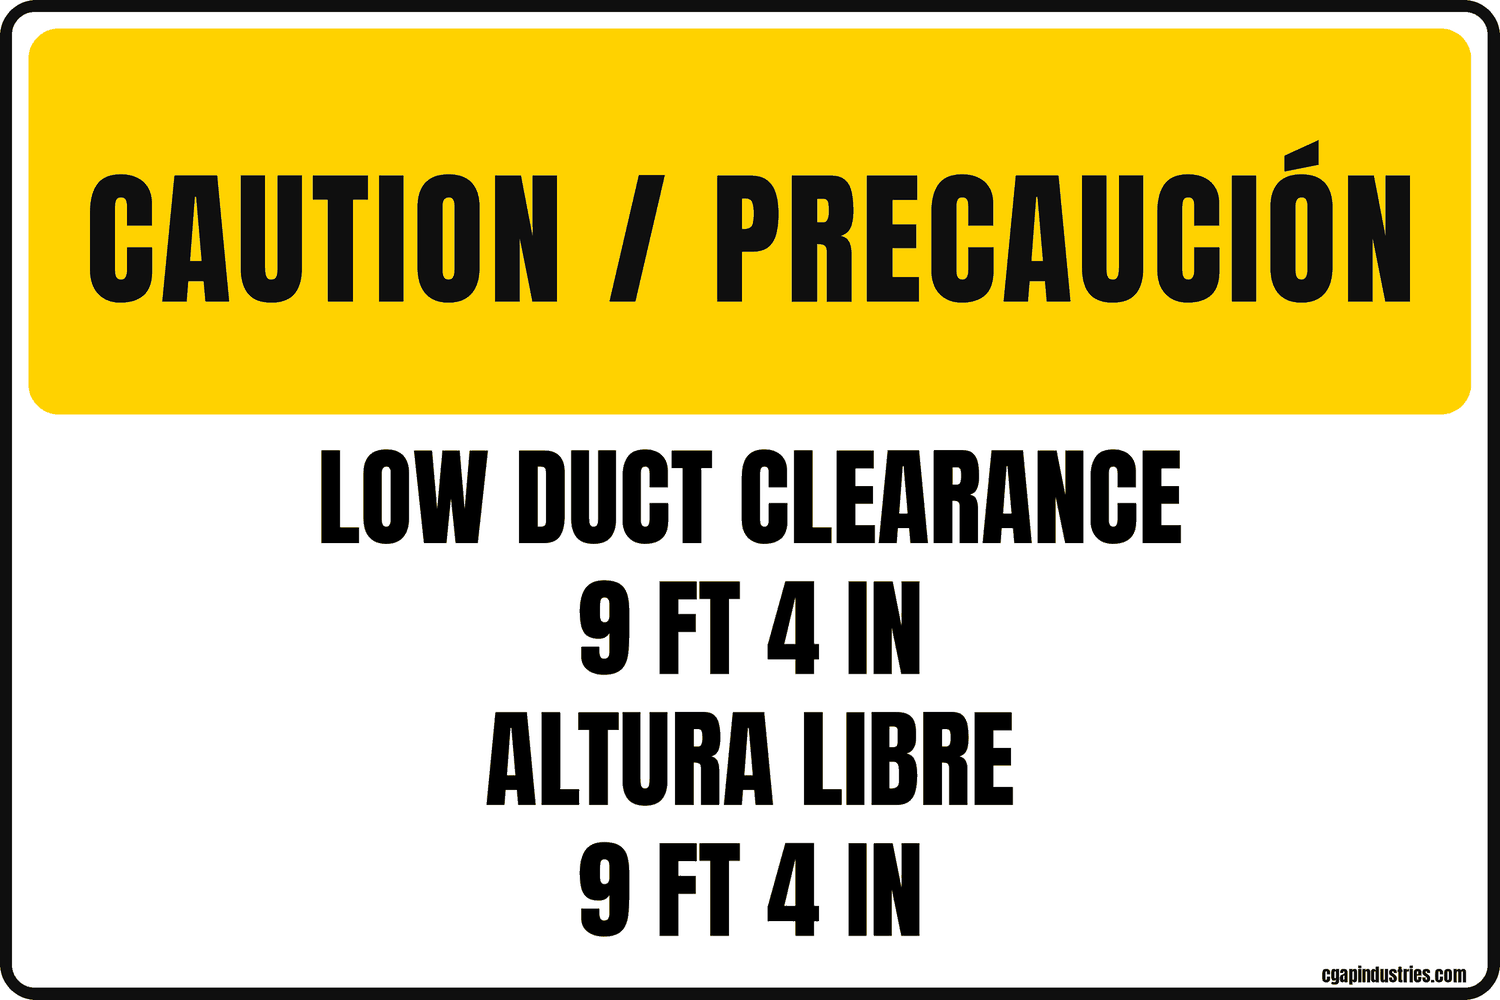 CAUTION / PRECAUCIÓN
LOW DUCT CLEARANCE
9 FT 4 IN
ALTURA LIBRE
9 FT 4 IN
cgapindustries.com